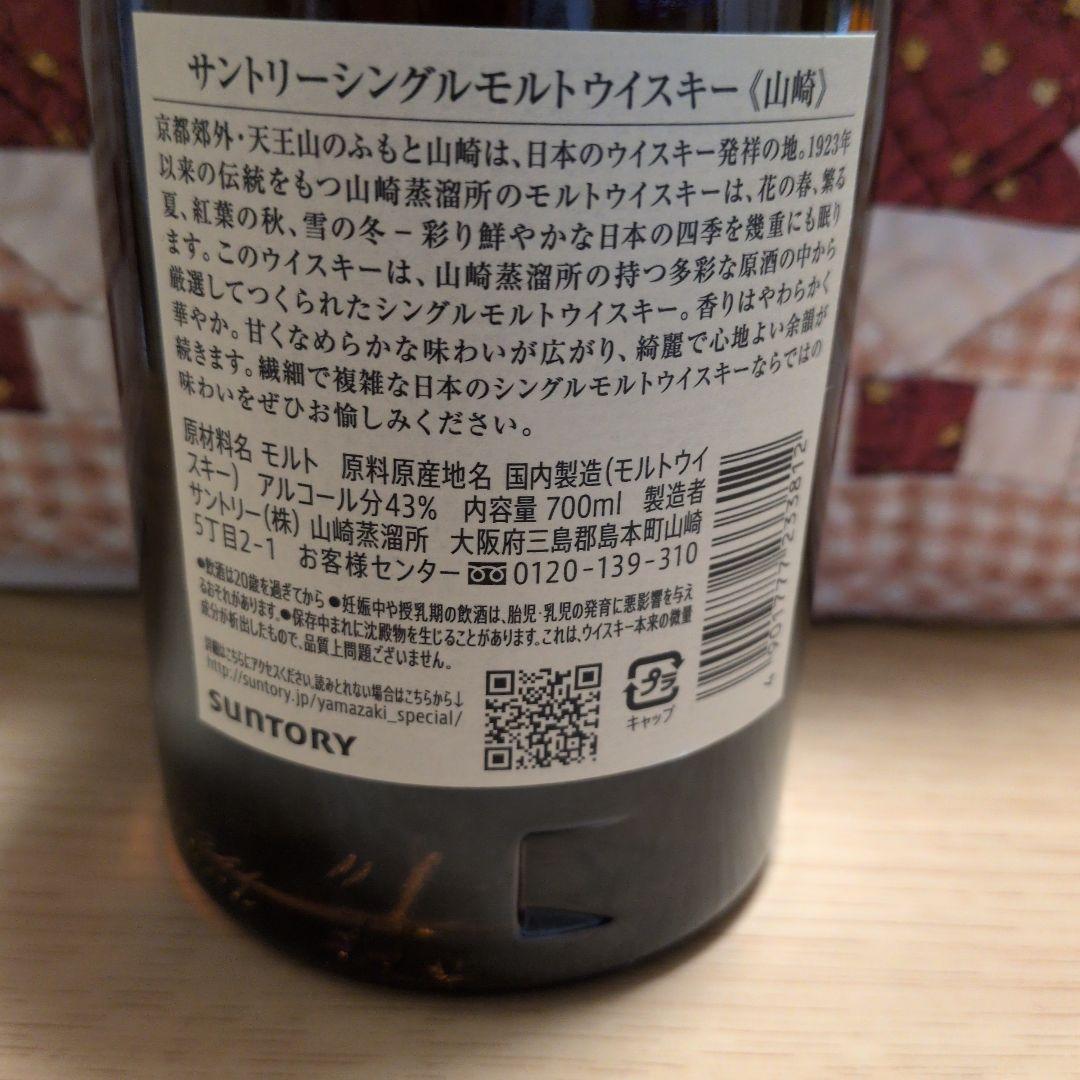 サントリーシングルモルトウイスキー《山崎》
京都郊外・天王山のふもと山崎は、日本のウイスキー発祥の地。1923年
以来の伝統をもつ山崎蒸溜所のモルトウイスキーは、花の春、繁る
夏、紅葉の秋、雪の冬－彩り鮮やかな日本の四季を幾重にも眠り
ます。このウイスキーは、山崎蒸溜所の持つ多彩な原酒の中から
厳選してつくられたシングルモルトウイスキー。香りはやわらかく
華やか。甘くなめらかな味わいが広がり、綺麗で心地よい余韻が
続きます。繊細で複雑な日本のシングルモルトウイスキーならではの
味わいをぜひお愉しみください。
原材料名 モルト 原料原産地名 国内製造(モルトウイ
スキー) アルコール分43% 内容量 700ml 製造者
サントリー(株) 山崎蒸溜所 大阪府三島郡島本町山崎
5丁目2-1 お客様センター 0120-139-310
●飲酒は20歳を過ぎてから ●妊娠中や授乳期の飲酒は、胎児・乳児の発育に悪影響を与え
るおそれがあります。●保存中まれに沈殿物を生じることがあります。これは、ウイスキー本来の微量
成分が析出したもので、品質上問題ございません。
詳細はこちらにアクセスください。読みとれない場合はこちらから↓
http://suntory.jp/yamazaki_special/
SUNTORY
プラ
キャップ
4901777233812